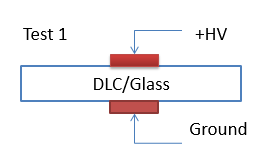 Test 1
+HV
DLC/Glass
Ground